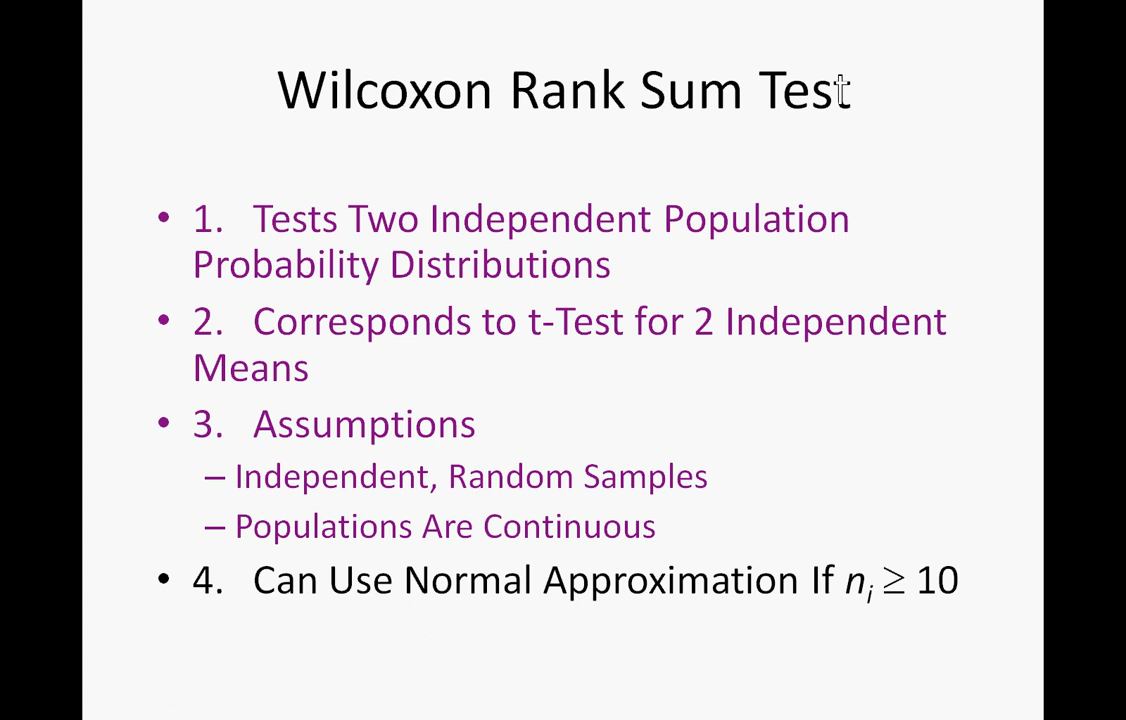 Wilcoxon Rank Sum Test
• 1. Tests Two Independent Population
Probability Distributions
• 2. Corresponds to t-Test for 2 Independent
Means
• 3. Assumptions
– Independent, Random Samples
– Populations Are Continuous
• 4. Can Use Normal Approximation If nᵢ ≥ 10